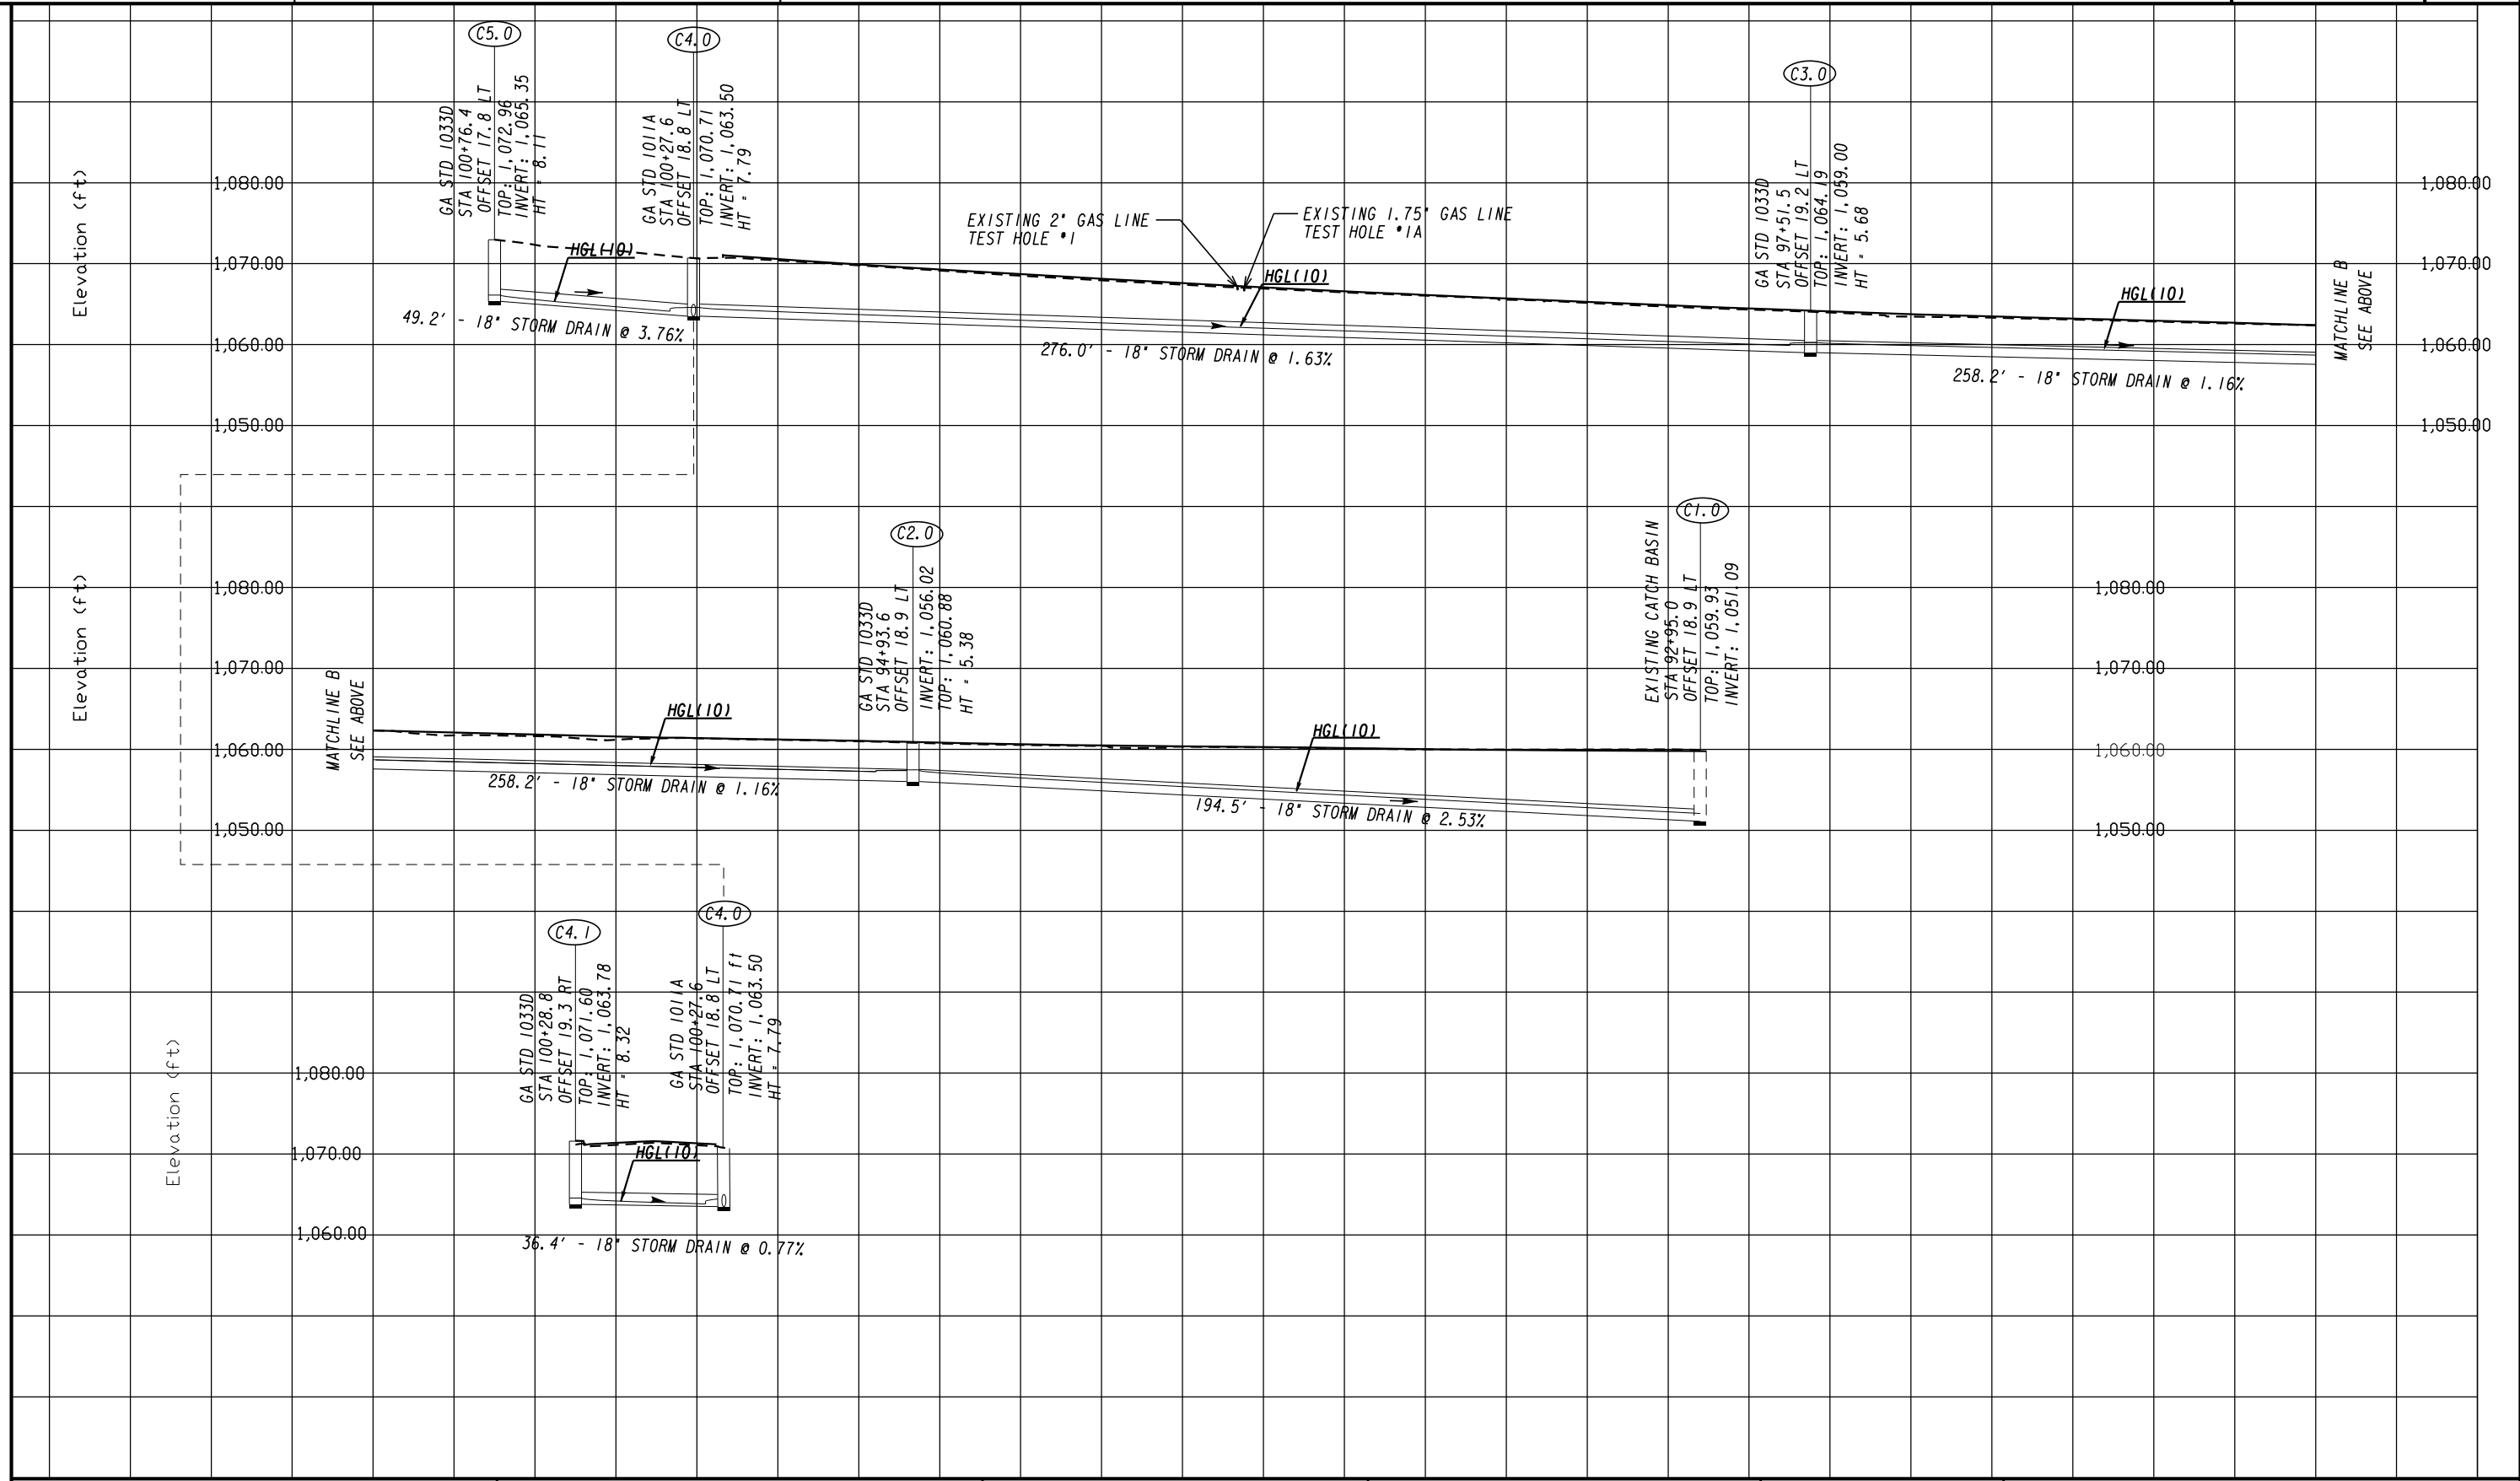 C5.0
GA STD 1033D
STA 100+76.4
OFFSET 17.8 LT
TOP: 1,072.96
INVERT: 1,065.35
HT = 8.11
C4.0
GA STD 1011A
STA 100+27.6
OFFSET 18.8 LT
TOP: 1,070.71
INVERT: 1,063.50
HT = 7.79
C3.0
GA STD 1033D
STA 97+51.5
OFFSET 19.2 LT
TOP: 1,064.19
INVERT: 1,059.00
HT = 5.68
Elevation (ft)
1,080.00
1,070.00
1,060.00
1,050.00
HGL(10)
49.2' - 18" STORM DRAIN @ 3.76%
EXISTING 2" GAS LINE
TEST HOLE #1
EXISTING 1.75" GAS LINE
TEST HOLE #1A
HGL(10)
276.0' - 18" STORM DRAIN @ 1.63%
HGL(10)
258.2' - 18" STORM DRAIN @ 1.16%
MATCHLINE B
SEE ABOVE
1,080.00
1,070.00
1,060.00
1,050.00
Elevation (ft)
1,080.00
1,070.00
1,060.00
1,050.00
MATCHLINE B
SEE ABOVE
HGL(10)
258.2' - 18" STORM DRAIN @ 1.16%
C2.0
GA STD 1033D
STA 94+93.6
OFFSET 18.9 LT
INVERT: 1,056.02
TOP: 1,060.88
HT = 5.38
HGL(10)
194.5' - 18" STORM DRAIN @ 2.53%
C1.0
EXISTING CATCH BASIN
STA 92+95.0
OFFSET 18.9 LT
TOP: 1,059.93
INVERT: 1,051.09
1,080.00
1,070.00
1,060.00
1,050.00
Elevation (ft)
1,080.00
1,070.00
1,060.00
C4.1
GA STD 1033D
STA 100+28.8
OFFSET 19.3 RT
TOP: 1,071.60
INVERT: 1,063.78
HT = 8.32
C4.0
GA STD 1011A
STA 100+27.6
OFFSET 18.8 LT
TOP: 1,070.71 ft
INVERT: 1,063.50
HT = 7.79
HGL(10)
36.4' - 18" STORM DRAIN @ 0.77%